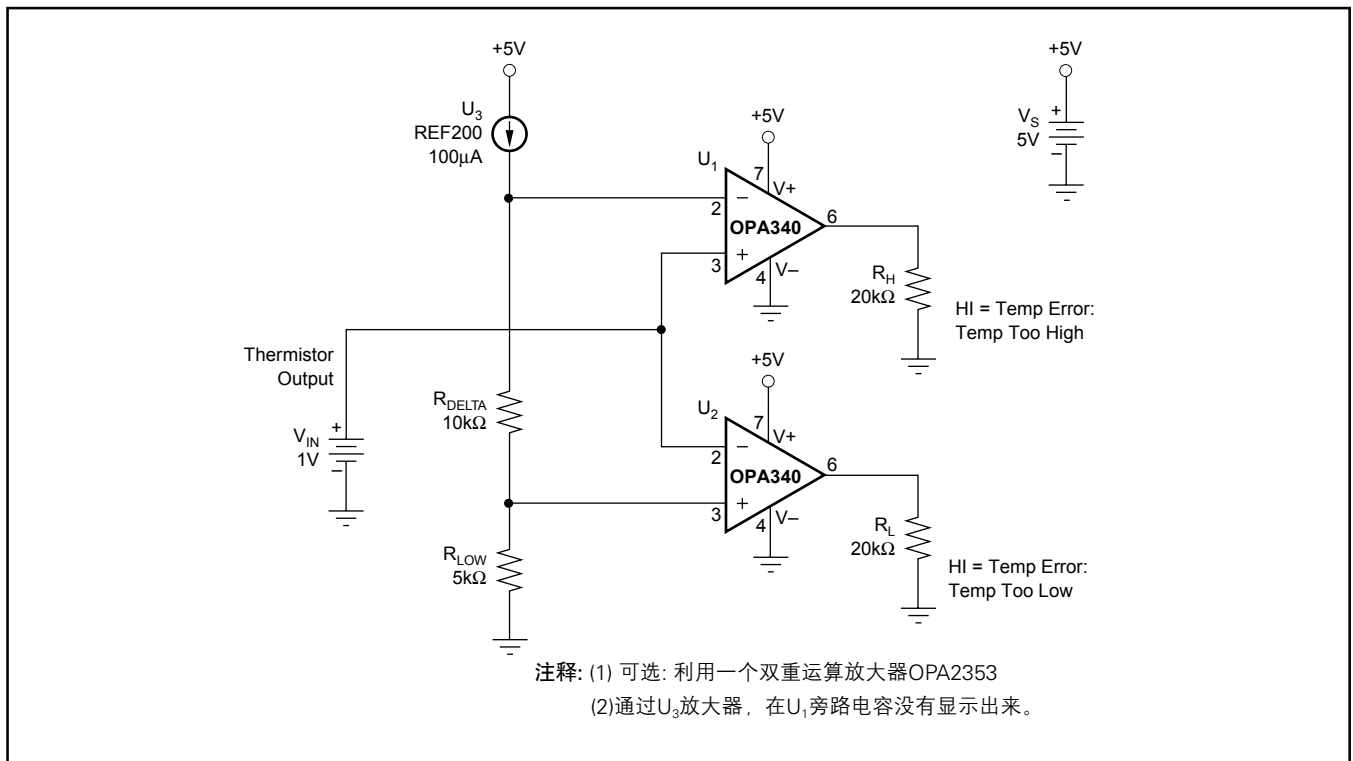 +5V
U3
REF200
100μA
+5V
U1
7
V+
2
−
OPA340
6
3
+
4
V−
RH
20kΩ
HI = Temp Error:
Temp Too High
+5V
VS
5V
+
−
Thermistor
Output
VIN
1V
+
−
RDELTA
10kΩ
RLOW
5kΩ
+5V
U2
7
V+
2
−
OPA340
6
3
+
4
V−
RL
20kΩ
HI = Temp Error:
Temp Too Low
注释: (1) 可选: 利用一个双重运算放大器OPA2353
(2)通过U3放大器，在U1旁路电容没有显示出来。